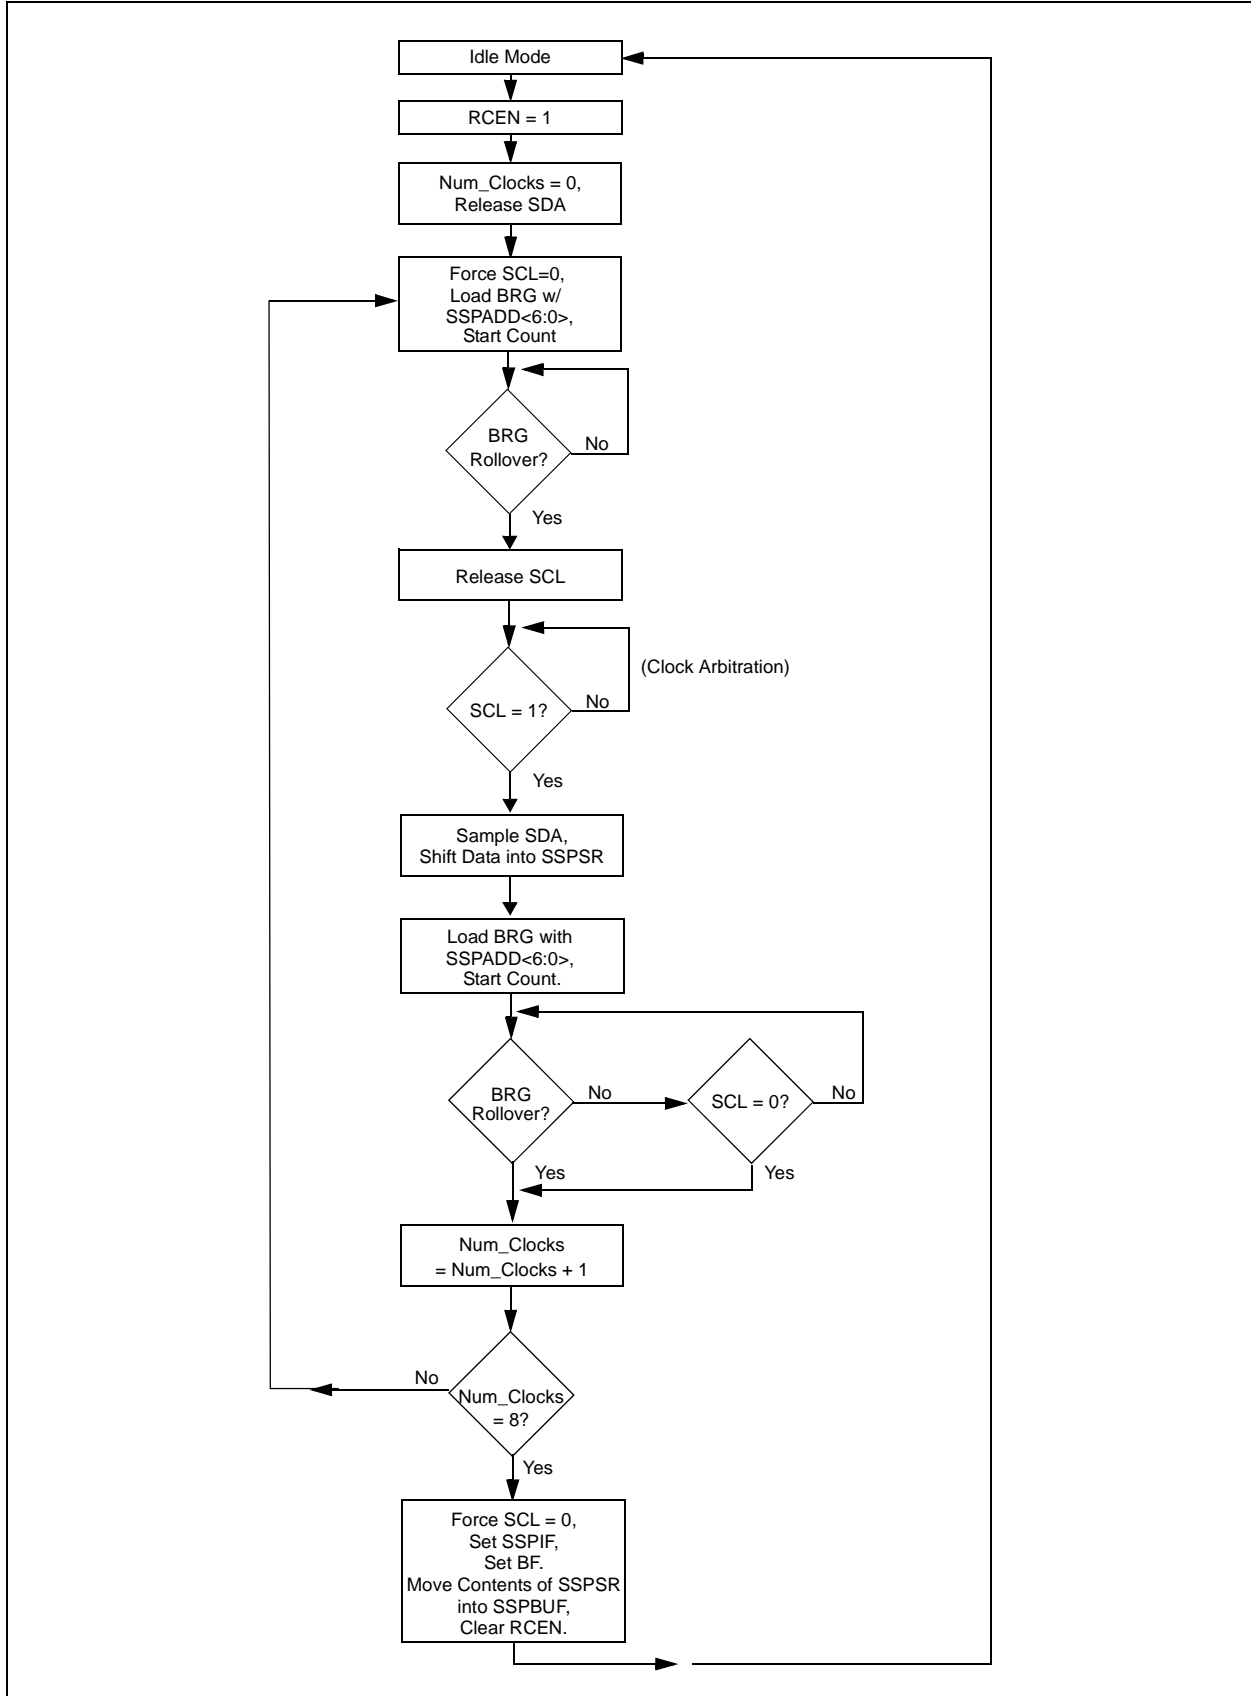 Idle Mode
RCEN = 1
Num_Clocks = 0,
Release SDA
Force SCL=0,
Load BRG w/
SSPADD<6:0>,
Start Count
BRG
Rollover?
No
Yes
Release SCL
(Clock Arbitration)
SCL = 1?
No
Yes
Sample SDA,
Shift Data into SSPSR
Load BRG with
SSPADD<6:0>,
Start Count.
BRG
Rollover?
No
SCL = 0?
No
Yes
Yes
Num_Clocks
= Num_Clocks + 1
No
Num_Clocks
= 8?
Yes
Force SCL = 0,
Set SSPIF,
Set BF.
Move Contents of SSPSR
into SSPBUF,
Clear RCEN.